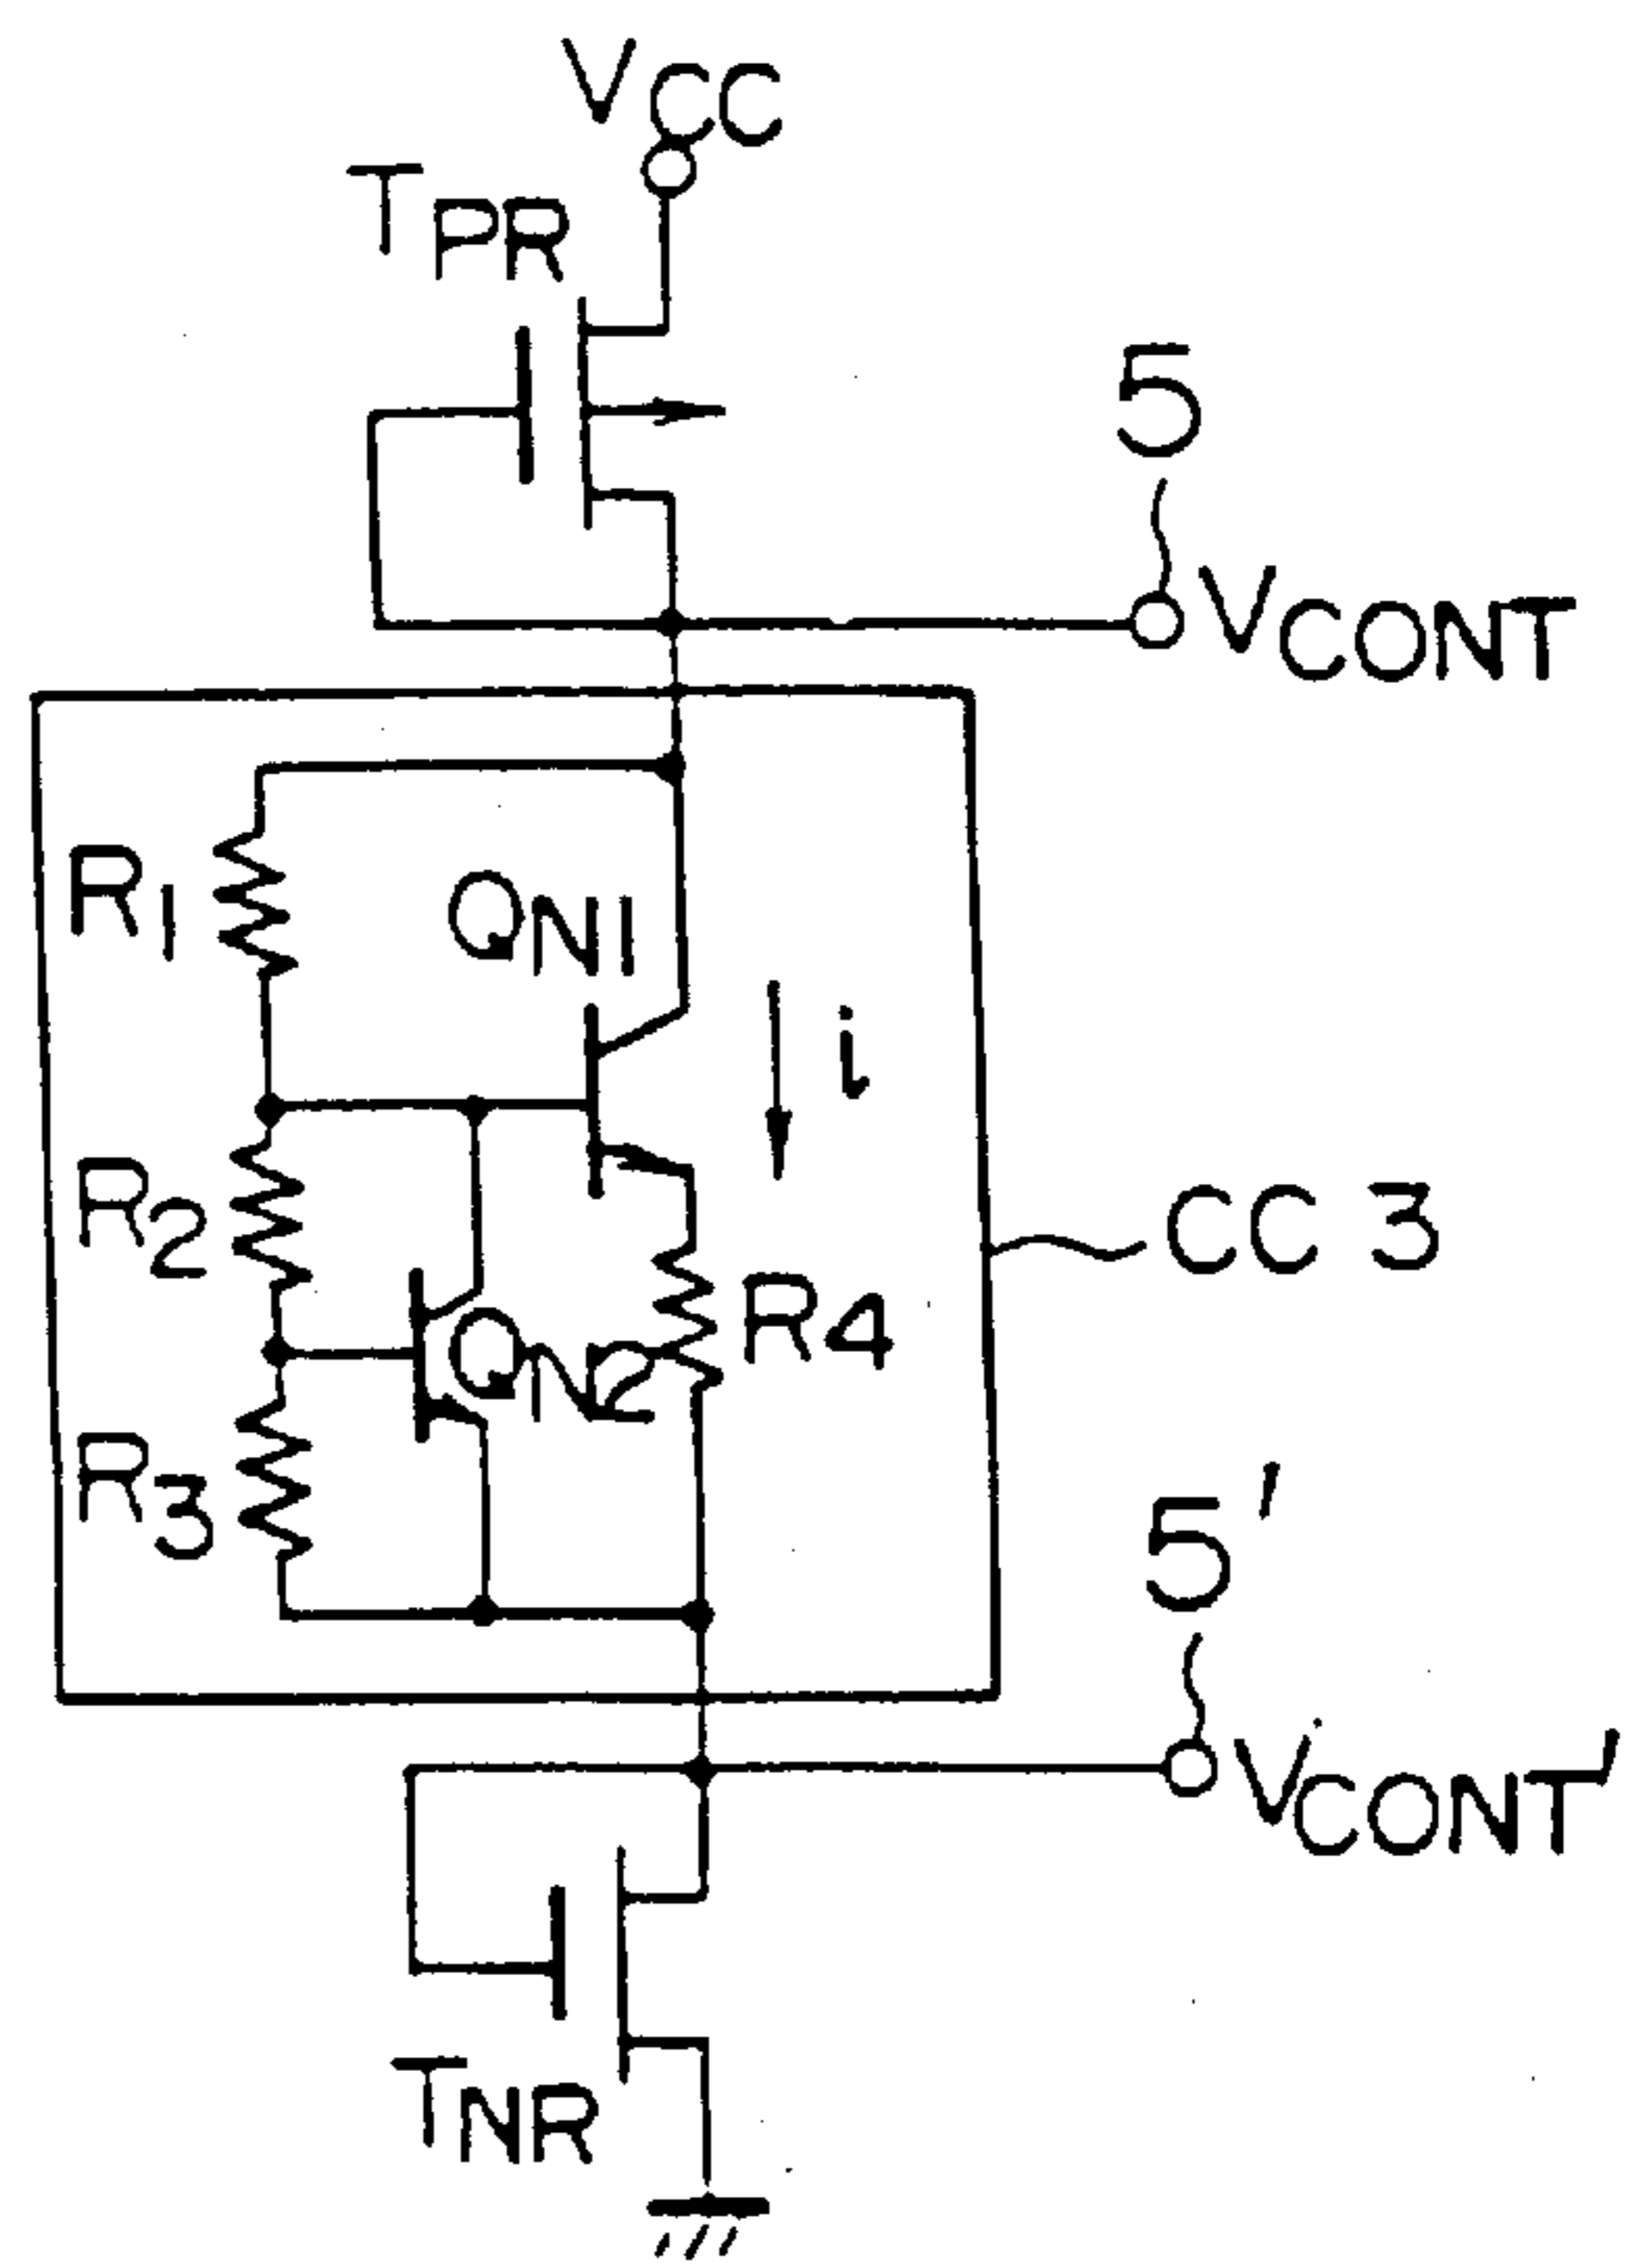 VCC
TPR
5
VCONT
R1
QN1
i
R2
CC 3
R4
QN2
R3
5'
VCONT'
TNR